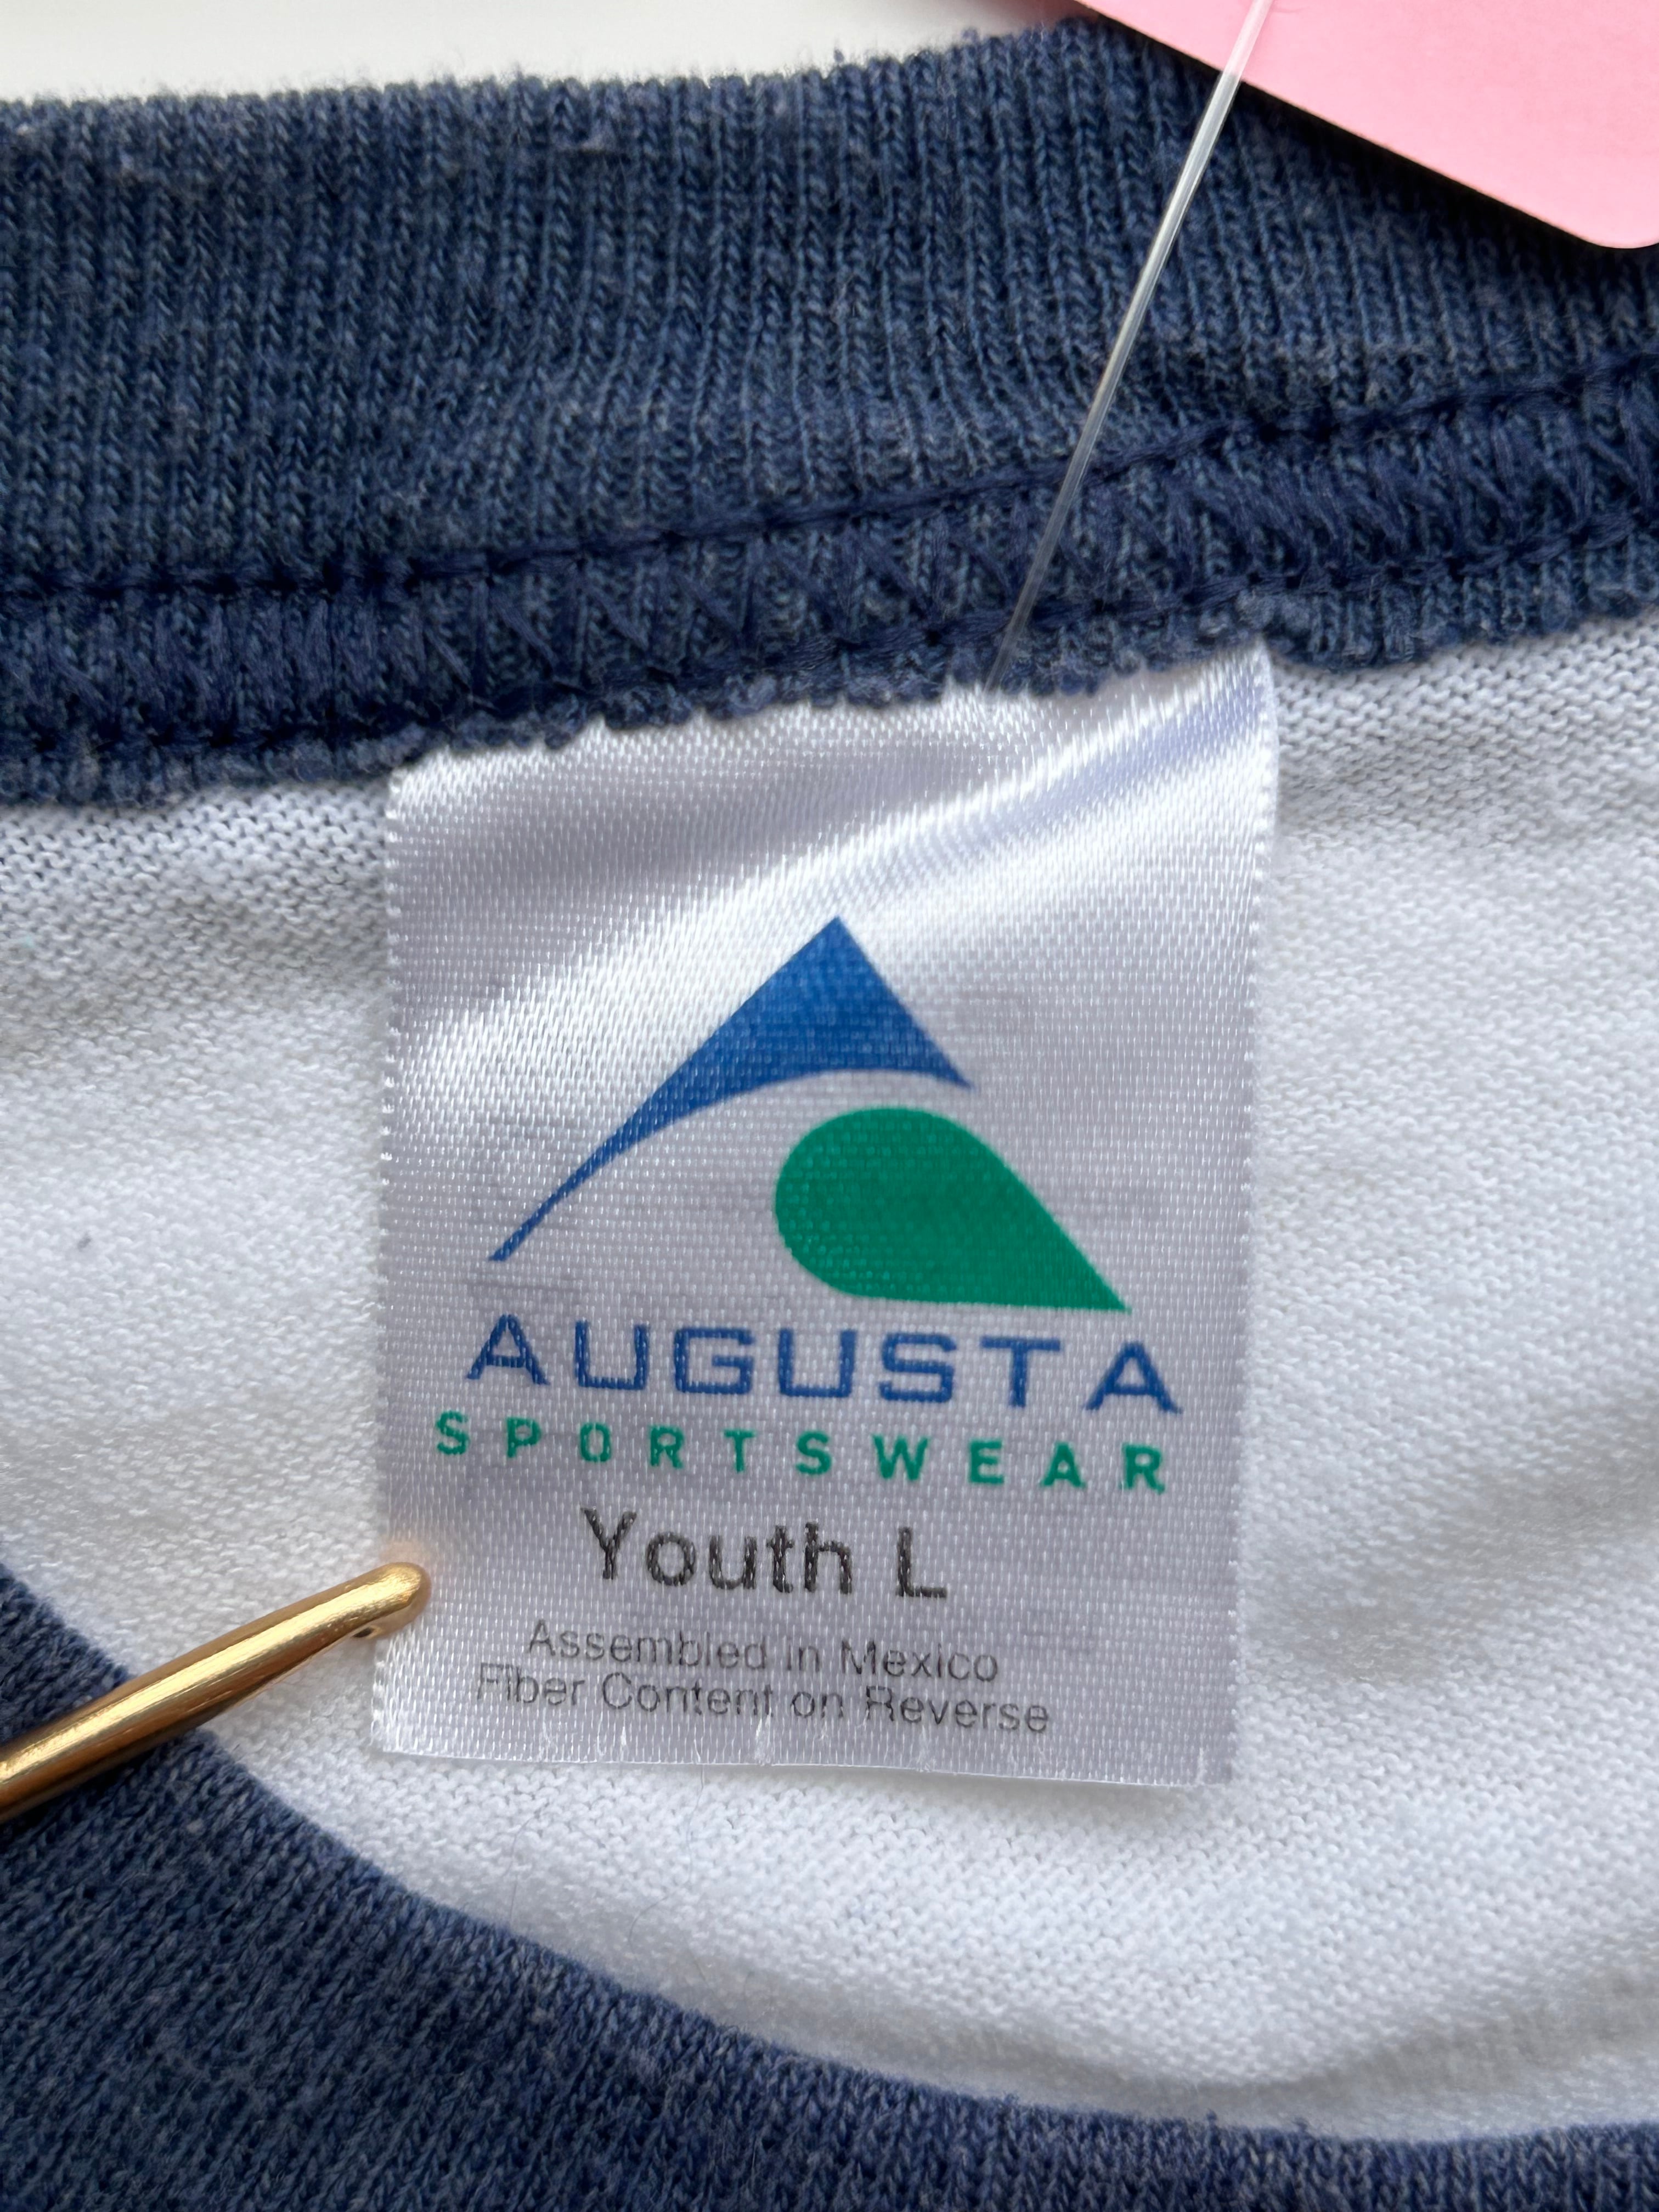 AUGUSTA
SPORTSWEAR
Youth L
Assembled in Mexico
Fiber Content on Reverse